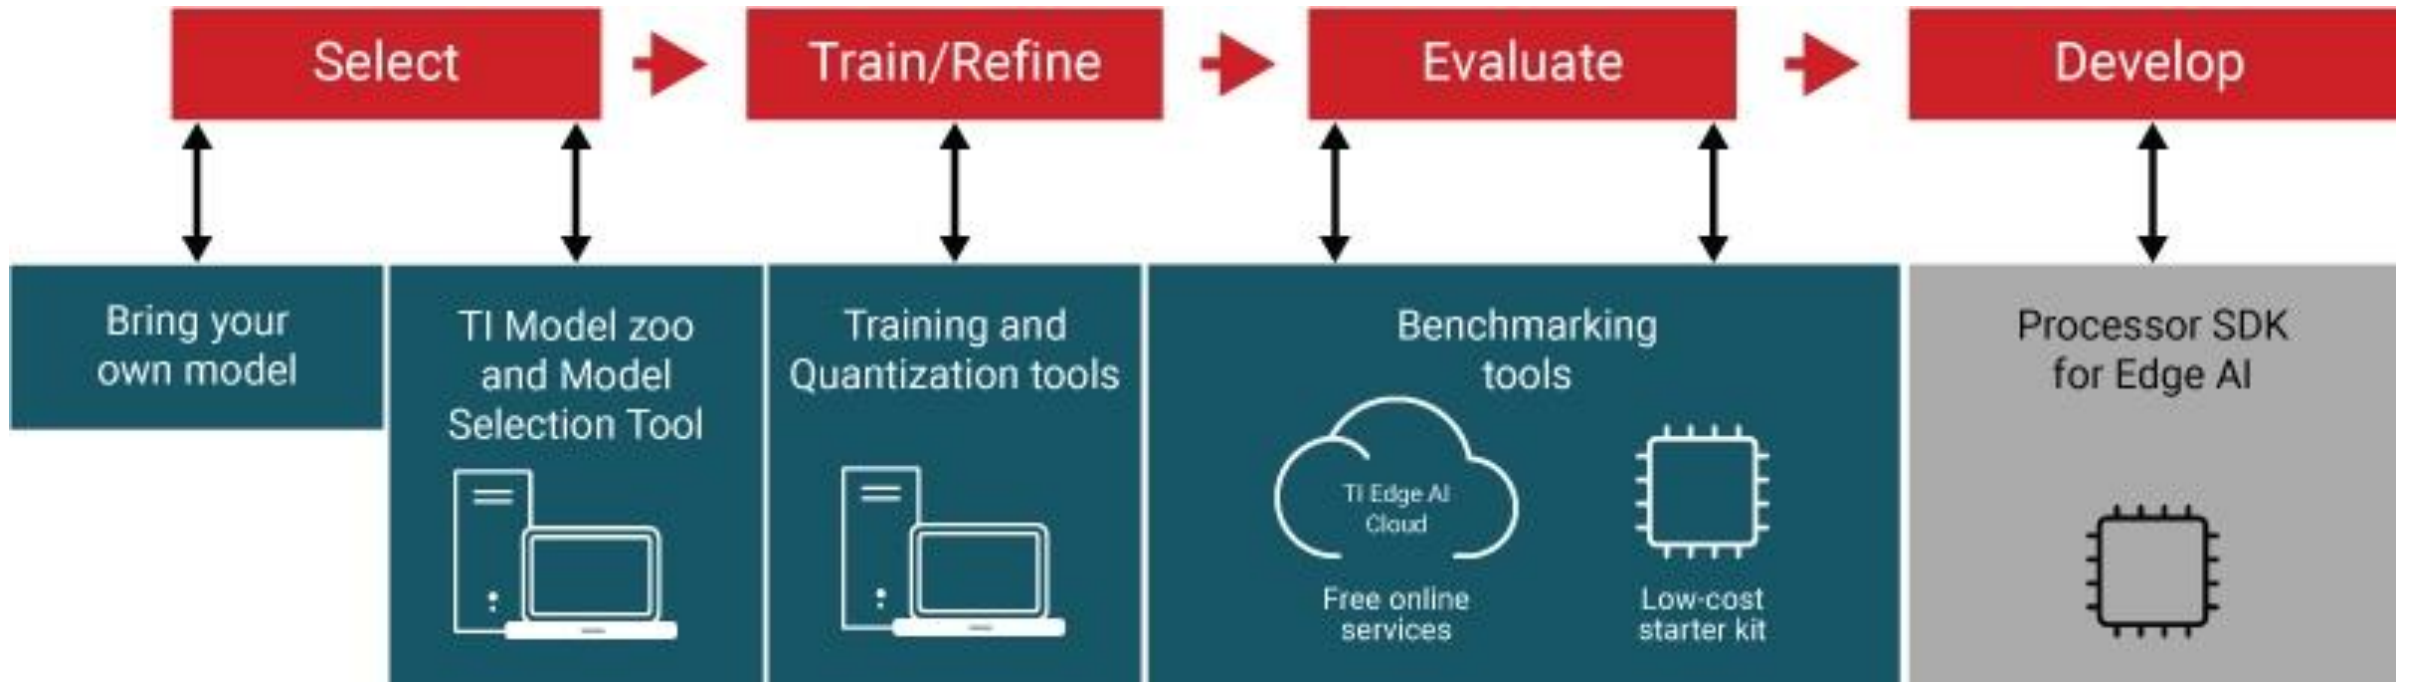 Select
Train/Refine
Evaluate
Develop
Bring your
own model
TI Model zoo
and Model
Selection Tool
Training and
Quantization tools
Benchmarking
tools
TI Edge AI
Cloud
Free online
services
Low-cost
starter kit
Processor SDK
for Edge AI